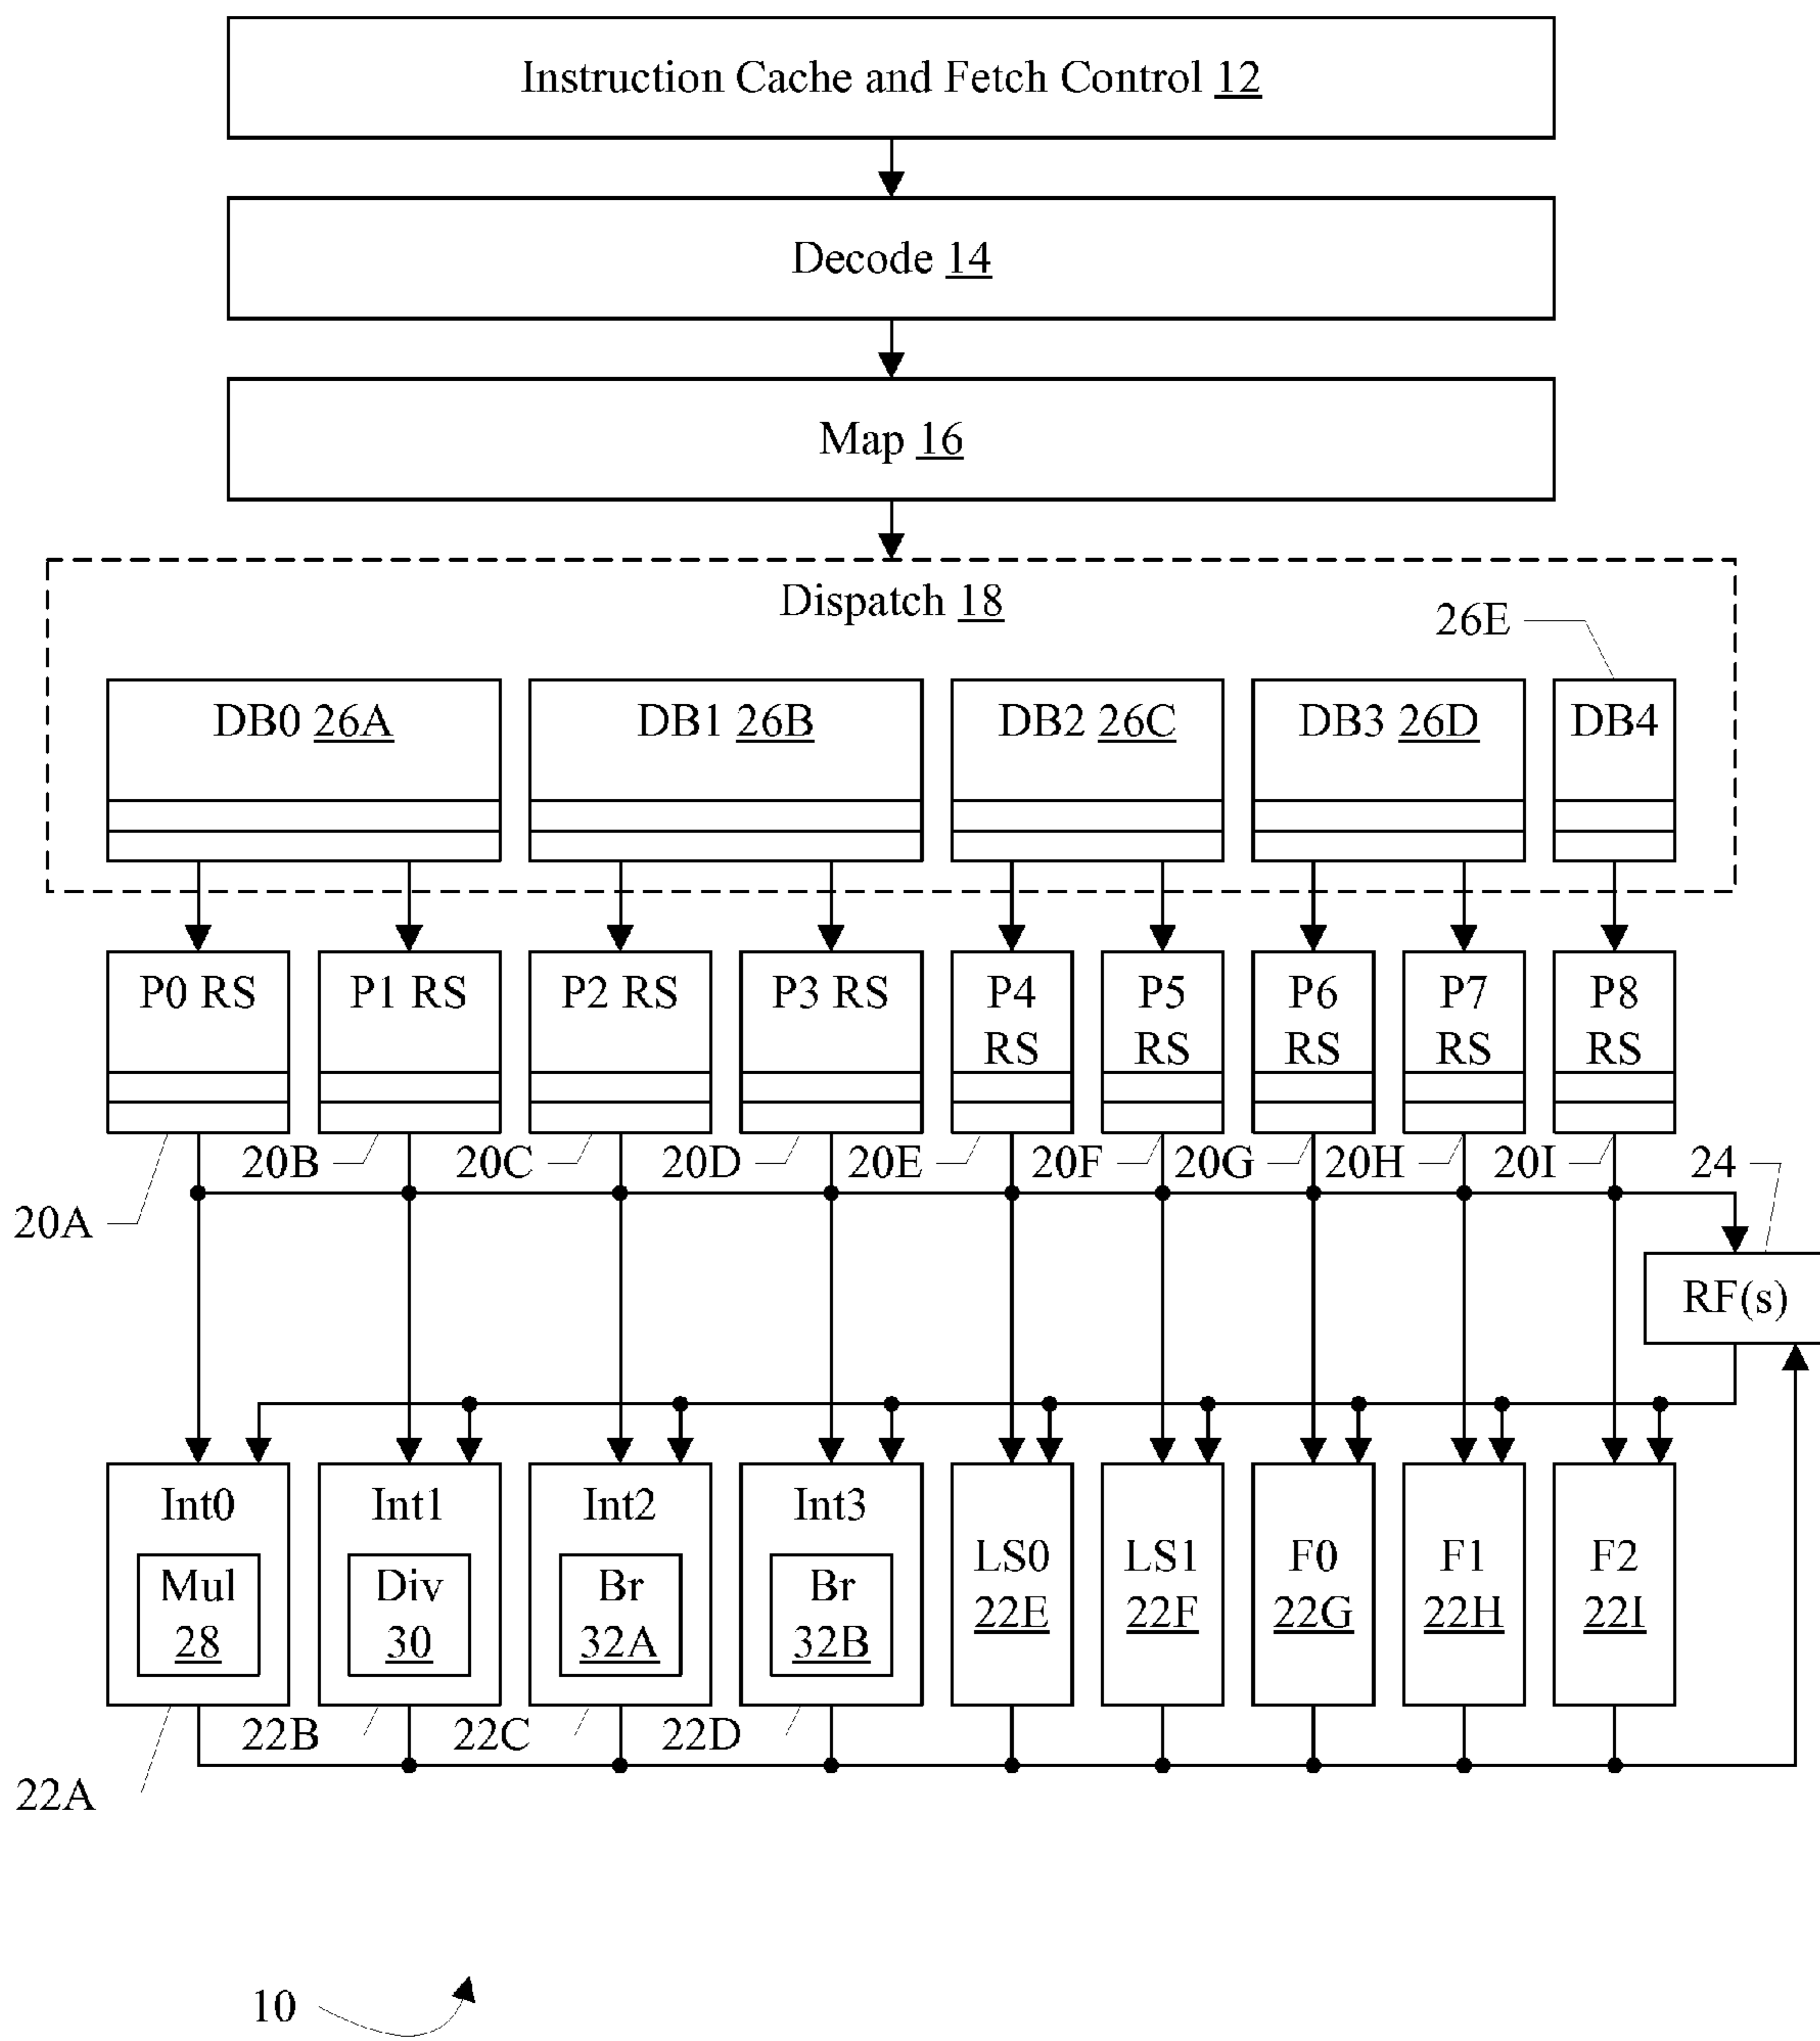 Instruction Cache and Fetch Control 12
Decode 14
Map 16
Dispatch 18
26E
DB0 26A
DB1 26B
DB2 26C
DB3 26D
DB4
P0 RS
P1 RS
P2 RS
P3 RS
P4
RS
P5
RS
P6
RS
P7
RS
P8
RS
20B
20C
20D
20E
20F
20G
20H
20I
24
20A
RF(s)
Int0
Mul
28
Int1
Div
30
Int2
Br
32A
Int3
Br
32B
LS0
22E
LS1
22F
F0
22G
F1
22H
F2
22I
22B
22C
22D
22A
10